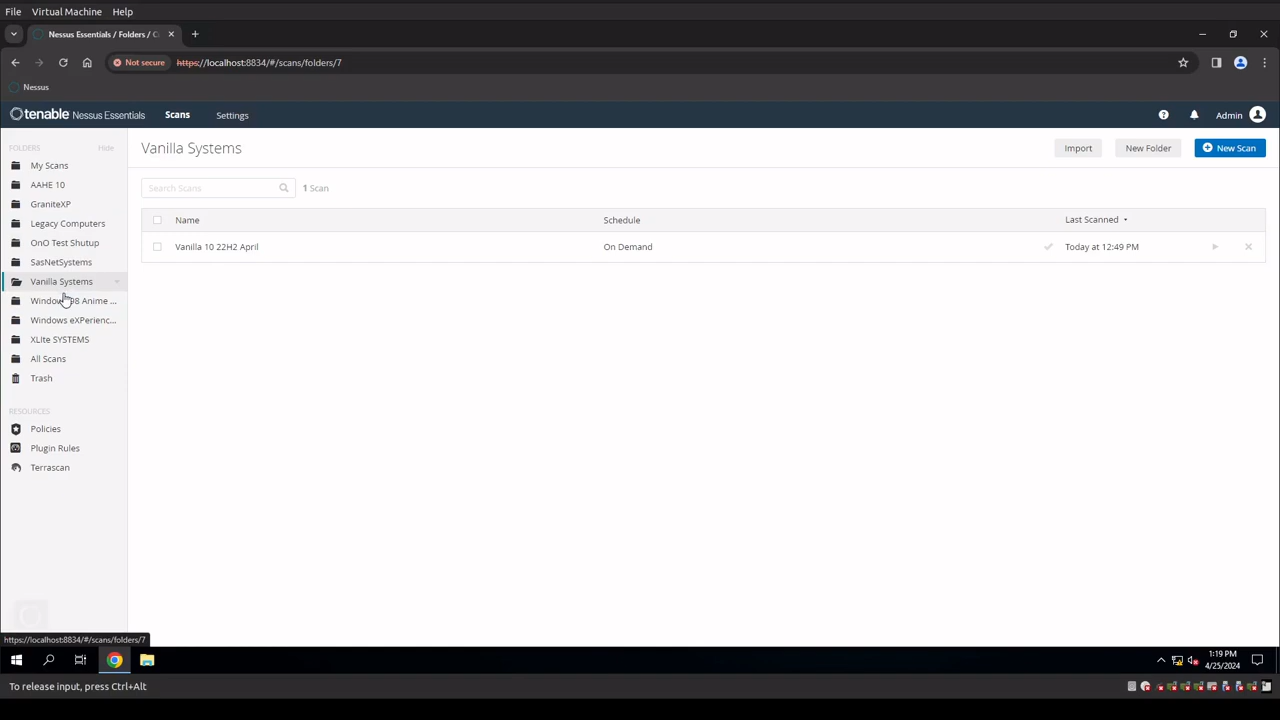 File Virtual Machine Help
Nessus Essentials / Folders / C
Not secure https://localhost:8834/#/scans/folders/7
Nessus
tenable Nessus Essentials Scans Settings Admin
FOLDERS Hide
My Scans
AAHE 10
GraniteXP
Legacy Computers
OnO Test Shutup
SasNetSystems
Vanilla Systems
Windows 98 Anime ...
Windows eXPerienc...
XLite SYSTEMS
All Scans
Trash
RESOURCES
Policies
Plugin Rules
Terrascan
Vanilla Systems
Import New Folder New Scan
Search Scans 1 Scan
Name Schedule Last Scanned
Vanilla 10 22H2 April On Demand Today at 12:49 PM
https://localhost:8834/#/scans/folders/7
1:19 PM
4/25/2024
To release input, press Ctrl+Alt